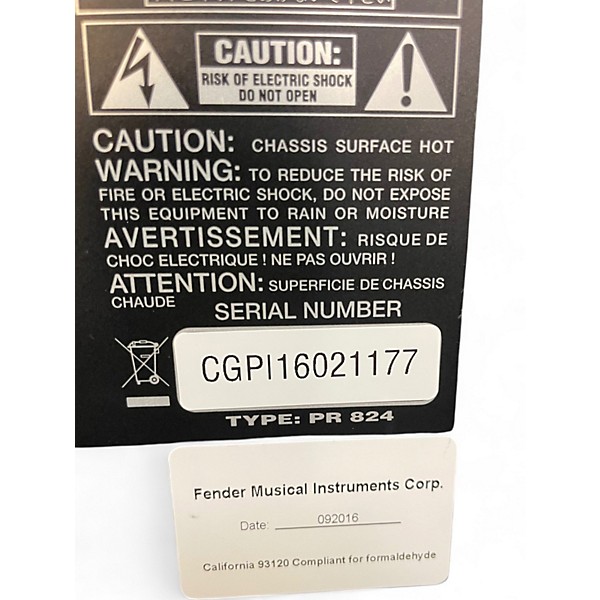 CAUTION:
RISK OF ELECTRIC SHOCK
DO NOT OPEN
CAUTION: CHASSIS SURFACE HOT
WARNING: TO REDUCE THE RISK OF
FIRE OR ELECTRIC SHOCK, DO NOT EXPOSE
THIS EQUIPMENT TO RAIN OR MOISTURE
AVERTISSEMENT: RISQUE DE
CHOC ELECTRIQUE ! NE PAS OUVRIR !
ATTENTION: SUPERFICIE DE CHASSIS
CHAUDE
SERIAL NUMBER
CGPI16021177
TYPE: PR 824
Fender Musical Instruments Corp.
Date: 092016
California 93120 Compliant for formaldehyde